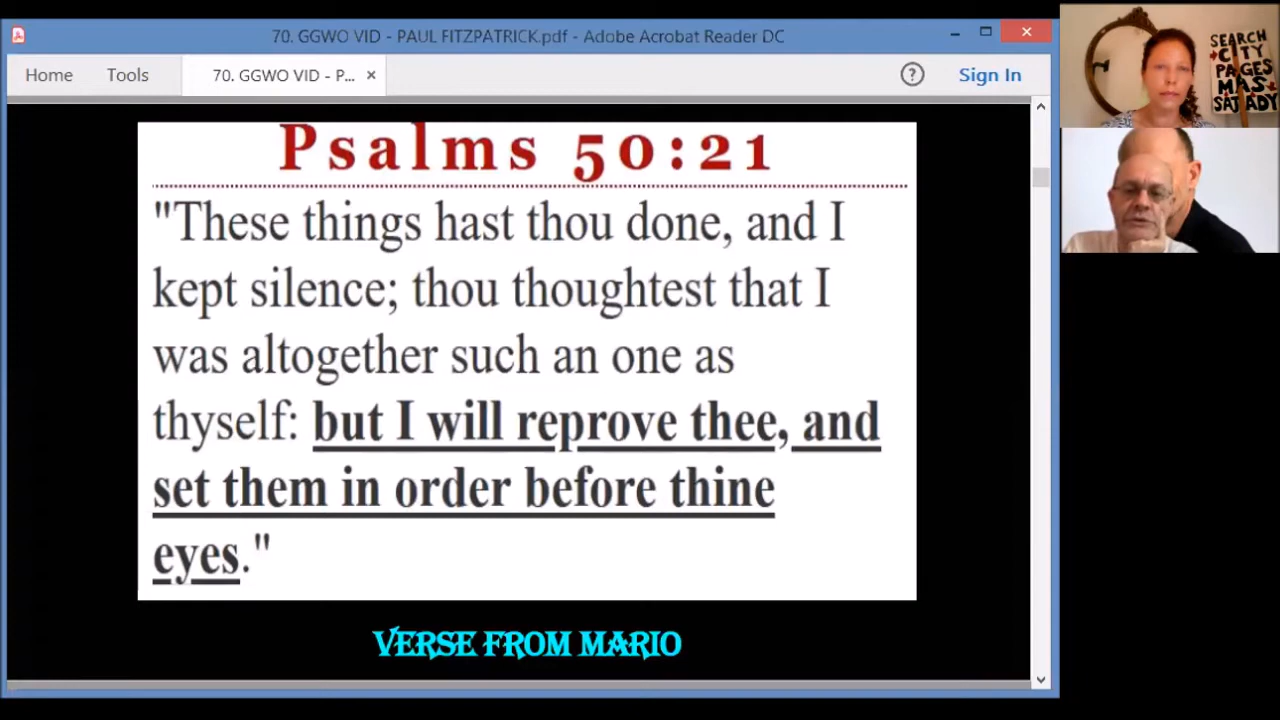 70. GGWO VID - PAUL FITZPATRICK.pdf - Adobe Acrobat Reader DC
Home Tools 70. GGWO VID - P... × ? Sign In
Psalms 50:21
"These things hast thou done, and I
kept silence; thou thoughtest that I
was altogether such an one as
thyself: but I will reprove thee, and
set them in order before thine
eyes."
VERSE FROM MARIO
SEARCH
CITY
PAGES
MAS